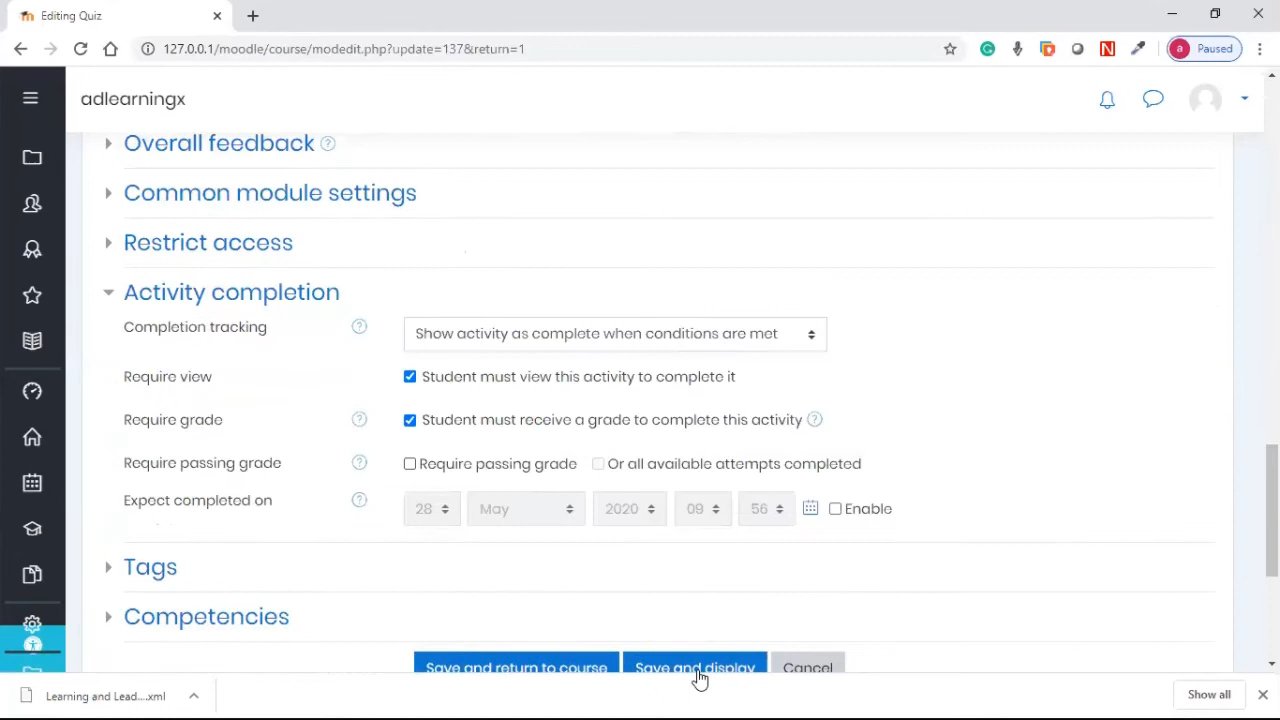 Editing Quiz
127.0.0.1/moodle/course/modedit.php?update=137&return=1
N
a Paused
adlearningx
Overall feedback ?
Common module settings
Restrict access
Activity completion
Completion tracking ? Show activity as complete when conditions are met
Require view Student must view this activity to complete it
Require grade ? Student must receive a grade to complete this activity ?
Require passing grade ? Require passing grade Or all available attempts completed
Expect completed on ? 28 May 2020 09 56 Enable
Tags
Competencies
Save and return to course Save and display Cancel
Learning and Lead....xml Show all